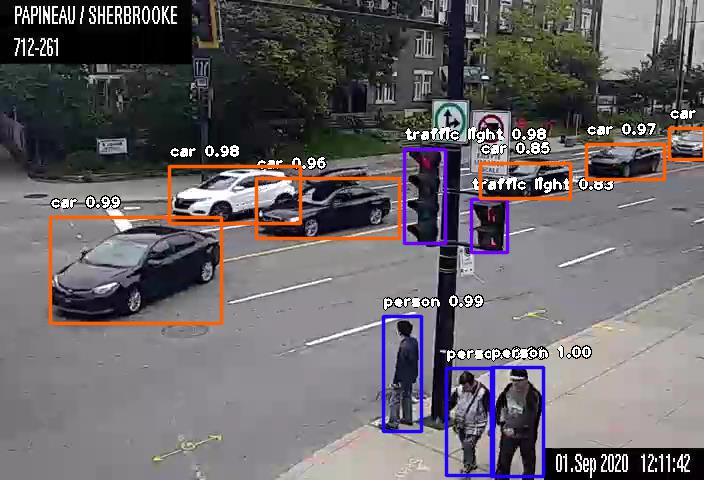 PAPINEAU / SHERBROOKE
712-261
traffic light 0.98
car 0.97
car
car 0.98
car 0.96
car 0.85
traffic light 0.83
car 0.99
person 0.99
person 1.00
01.Sep 2020 12:11:42